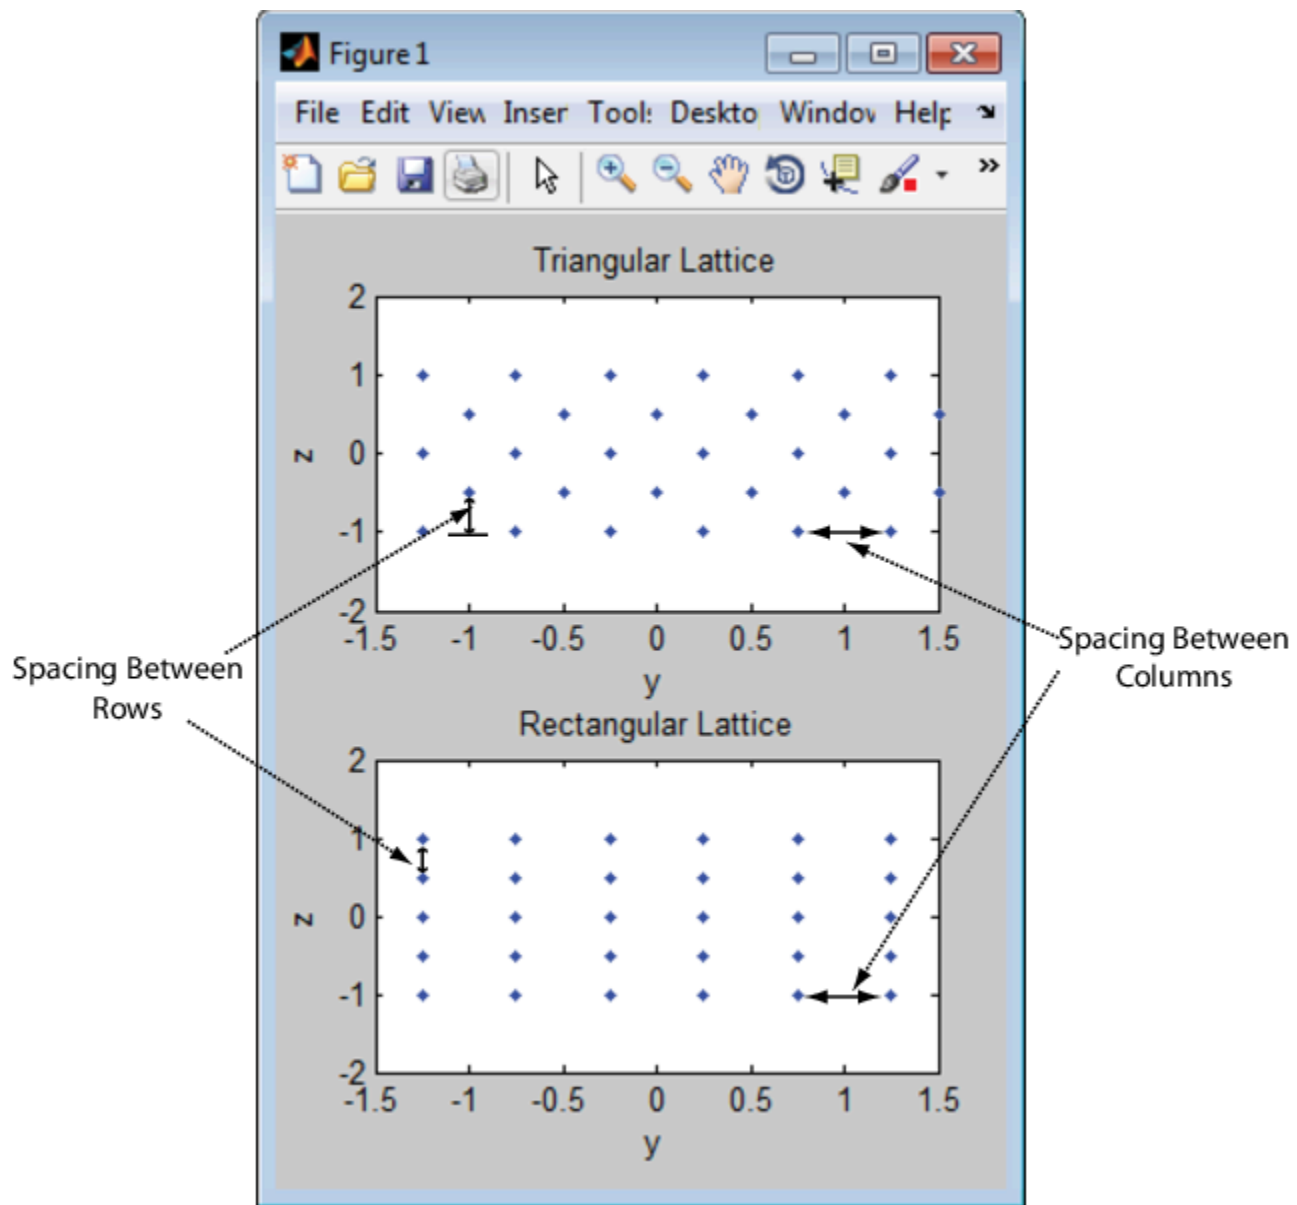 Figure 1
File Edit View Inser Tools Deskto Windov Help
Triangular Lattice
2
1
0
-1
-2
z
-1.5 -1 -0.5 0 0.5 1 1.5
y
Spacing Between
Rows
Spacing Between
Columns
Rectangular Lattice
2
1
0
-1
-2
z
-1.5 -1 -0.5 0 0.5 1 1.5
y